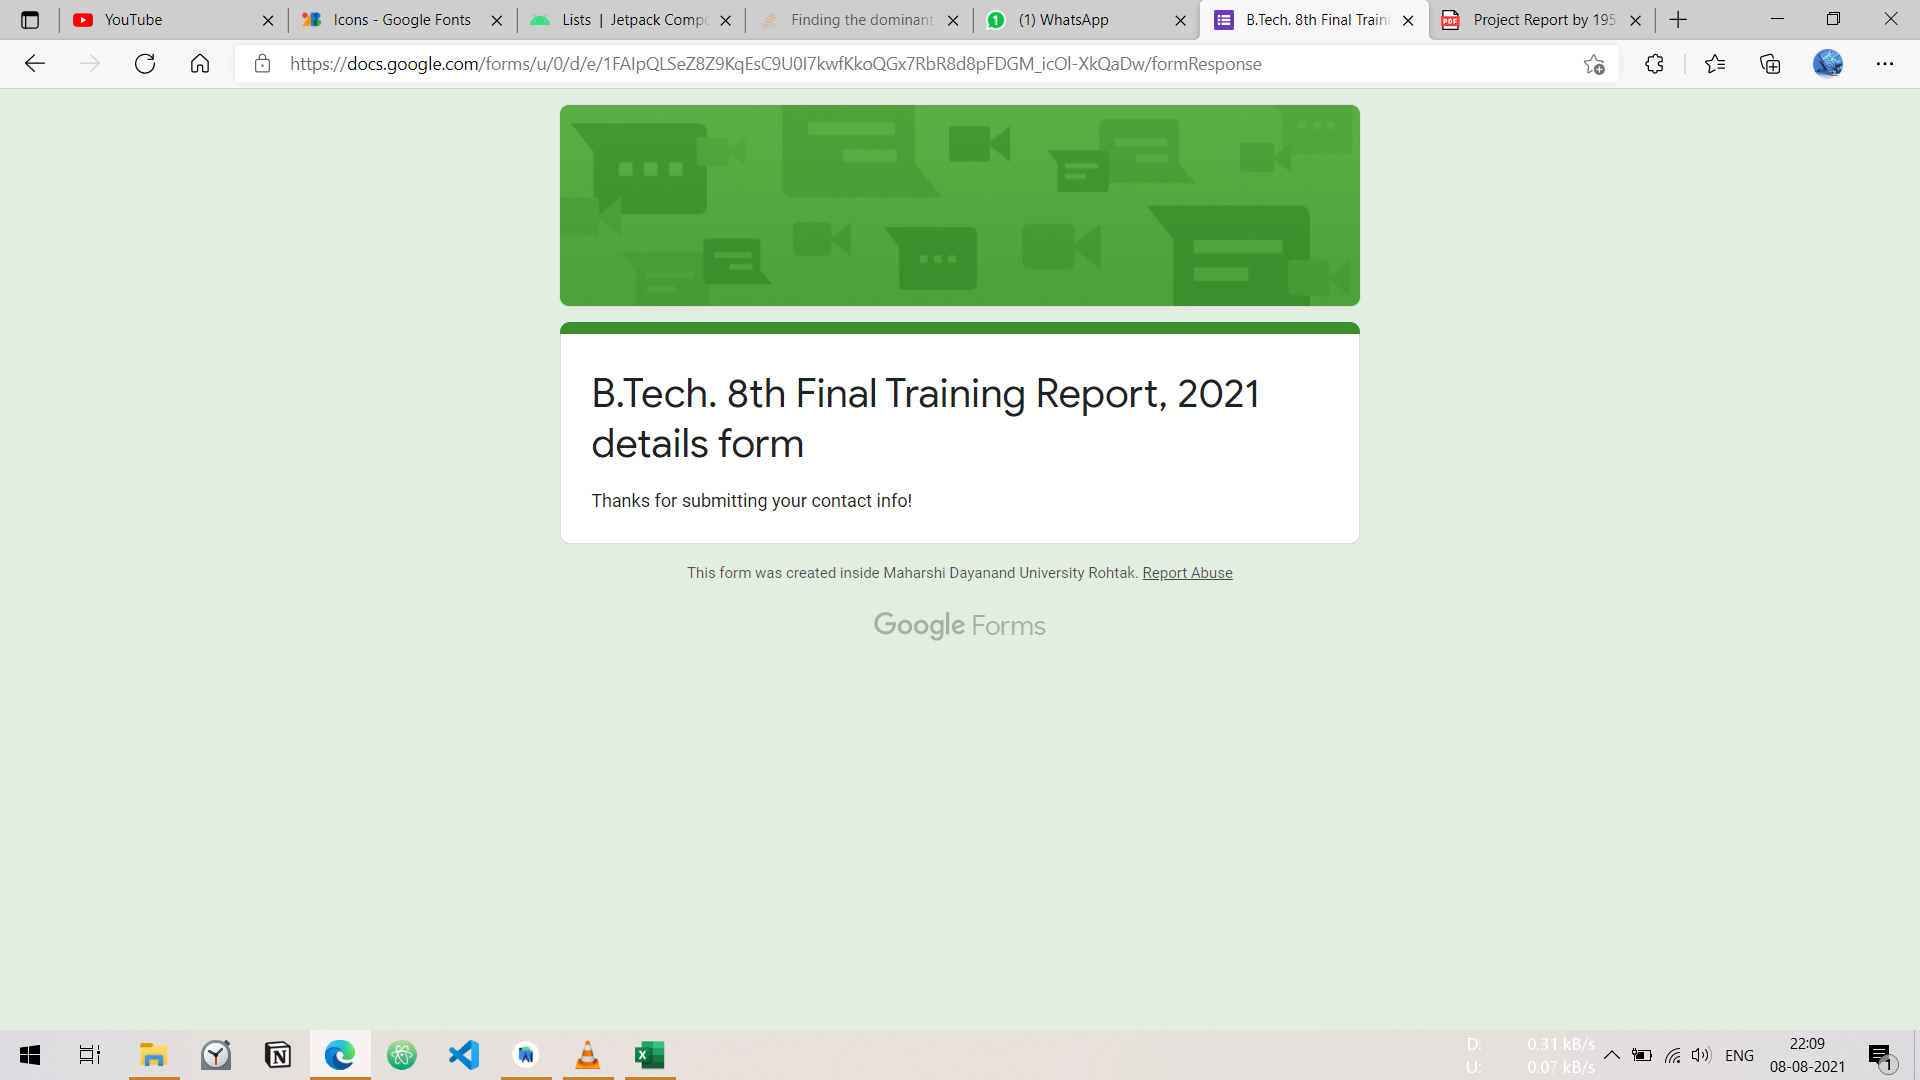 YouTube
Icons - Google Fonts
Lists | Jetpack Comp
Finding the dominant
(1) WhatsApp
B.Tech. 8th Final Traini
Project Report by 195
https://docs.google.com/forms/u/0/d/e/1FAIpQLSeZ8Z9KqEsC9U0I7kwfKkoQGx7RbR8d8pFDGM_icOl-XkQaDw/formResponse
B.Tech. 8th Final Training Report, 2021
details form
Thanks for submitting your contact info!
This form was created inside Maharshi Dayanand University Rohtak. Report Abuse
Google Forms
D: 0.31 kB/s
U: 0.07 kB/s
ENG
22:09
08-08-2021
1